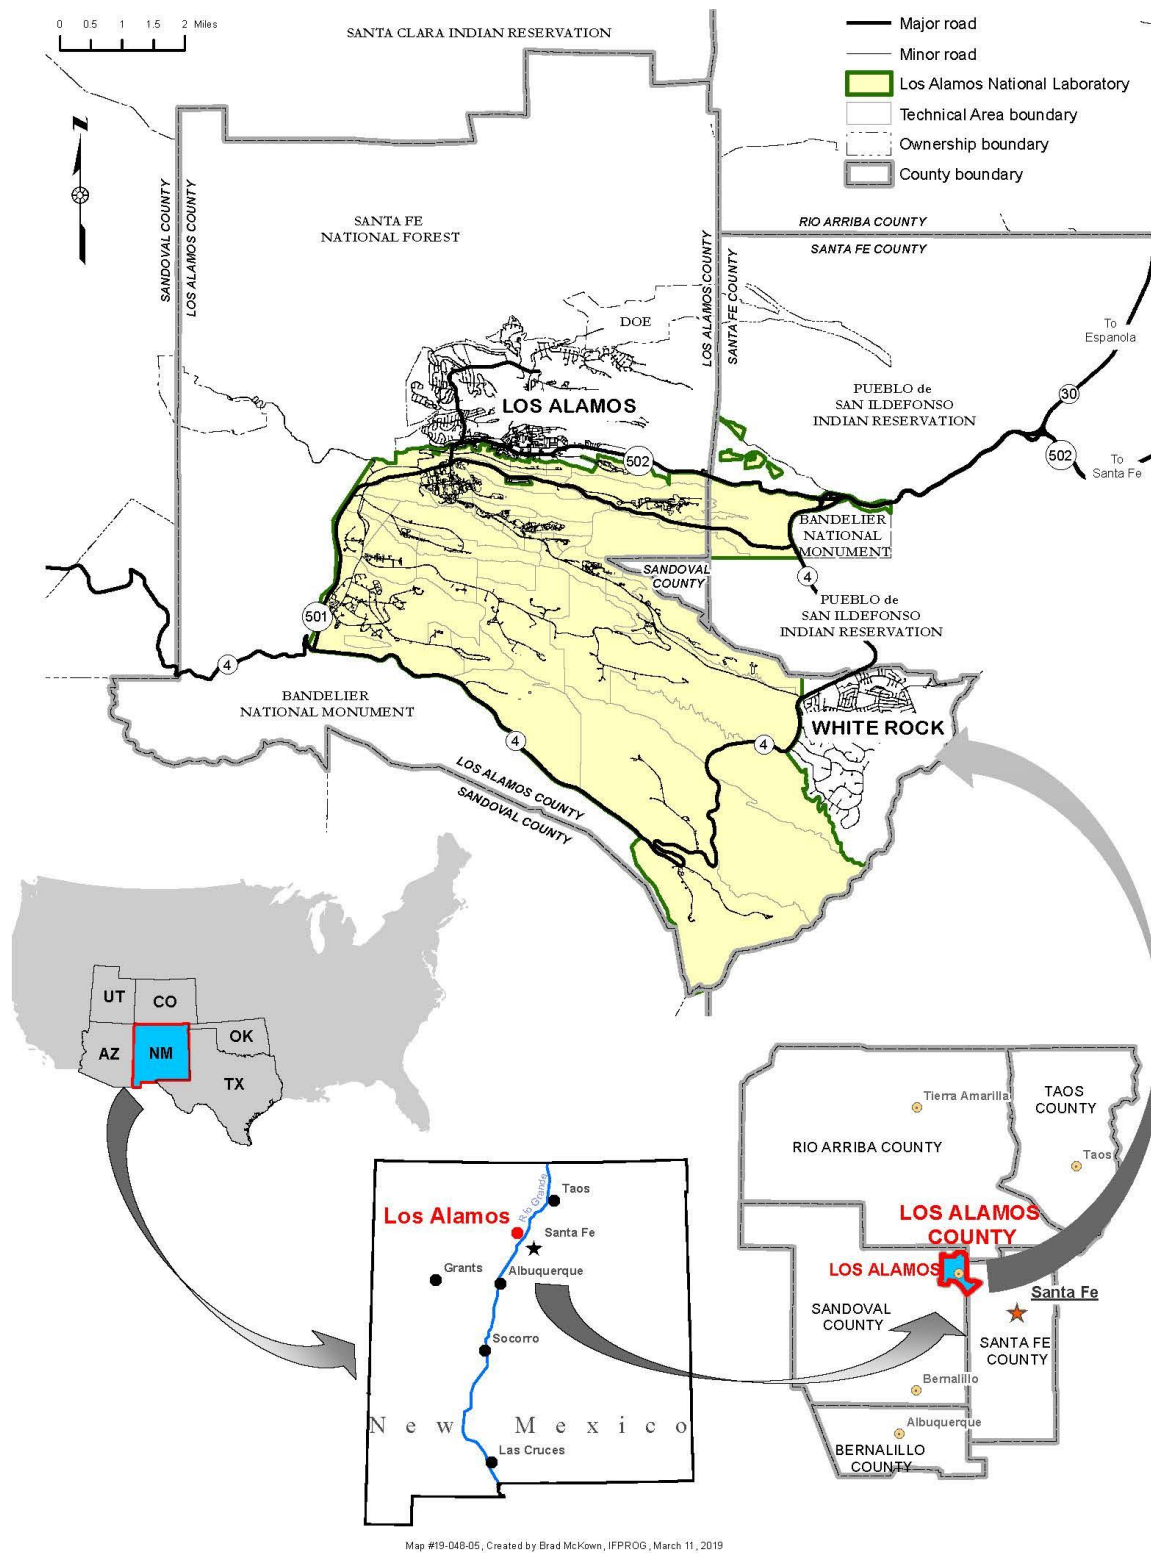 0 0.5 1 1.5 2 Miles
SANTA CLARA INDIAN RESERVATION
Major road
Minor road
Los Alamos National Laboratory
Technical Area boundary
Ownership boundary
County boundary
N
SANDOVAL COUNTY
LOS ALAMOS COUNTY
SANTA FE
NATIONAL FOREST
LOS ALAMOS COUNTY
SANTA FE COUNTY
RIO ARRIBA COUNTY
SANTA FE COUNTY
DOE
To
Espanola
30
PUEBLO de
SAN ILDEFONSO
INDIAN RESERVATION
LOS ALAMOS
502
502
To
Santa Fe
BANDELIER
NATIONAL
MONUMENT
SANDOVAL
COUNTY
4
PUEBLO de
SAN ILDEFONSO
INDIAN RESERVATION
501
4
BANDELIER
NATIONAL MONUMENT
WHITE ROCK
4
4
LOS ALAMOS COUNTY
SANDOVAL COUNTY
UT
CO
AZ
NM
OK
TX
Los Alamos
Rio Grande
Taos
Santa Fe
Grants
Albuquerque
Socorro
New Mexico
Las Cruces
Tierra Amarilla
TAOS
COUNTY
RIO ARRIBA COUNTY
Taos
LOS ALAMOS
COUNTY
LOS ALAMOS
Santa Fe
SANDOVAL
COUNTY
SANTA FE
COUNTY
Bernalillo
Albuquerque
BERNALILLO
COUNTY
Map #19-048-05, Created by Brad McKown, IFPROG, March 11, 2019